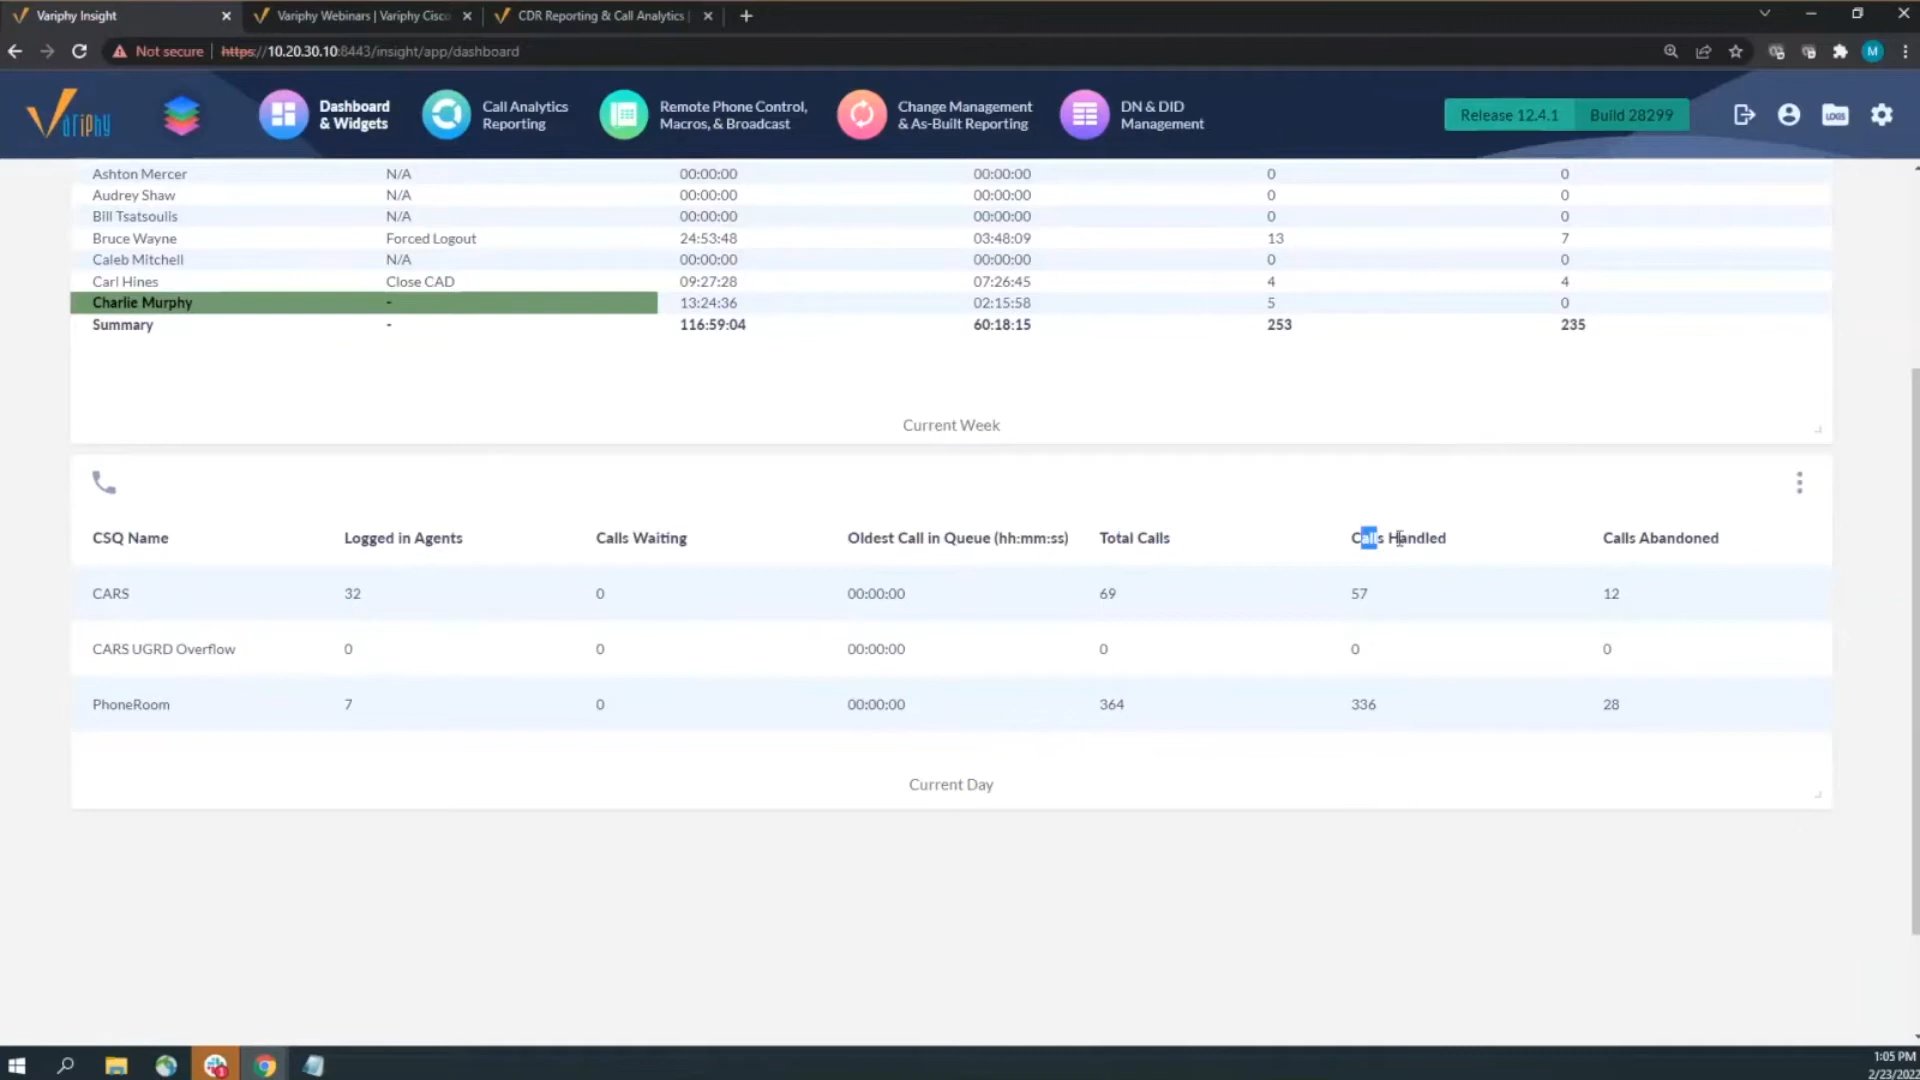 Variphy Insight
Variphy Webinars | Variphy Cisco
CDR Reporting & Call Analytics |
Not secure https://10.20.30.10:8443/insight/app/dashboard
M
Variphy
Dashboard & Widgets
Call Analytics Reporting
Remote Phone Control, Macros, & Broadcast
Change Management & As-Built Reporting
DN & DID Management
Release 12.4.1 Build 28299
LOGS
Ashton Mercer N/A 00:00:00 00:00:00 0 0
Audrey Shaw N/A 00:00:00 00:00:00 0 0
Bill Tsatsoulis N/A 00:00:00 00:00:00 0 0
Bruce Wayne Forced Logout 24:53:48 03:48:09 13 7
Caleb Mitchell N/A 00:00:00 00:00:00 0 0
Carl Hines Close CAD 09:27:28 07:26:45 4 4
Charlie Murphy - 13:24:36 02:15:58 5 0
Summary - 116:59:04 60:18:15 253 235
Current Week
CSQ Name Logged in Agents Calls Waiting Oldest Call in Queue (hh:mm:ss) Total Calls Calls Handled Calls Abandoned
CARS 32 0 00:00:00 69 57 12
CARS UGRD Overflow 0 0 00:00:00 0 0 0
PhoneRoom 7 0 00:00:00 364 336 28
Current Day
1:05 PM
2/23/2022